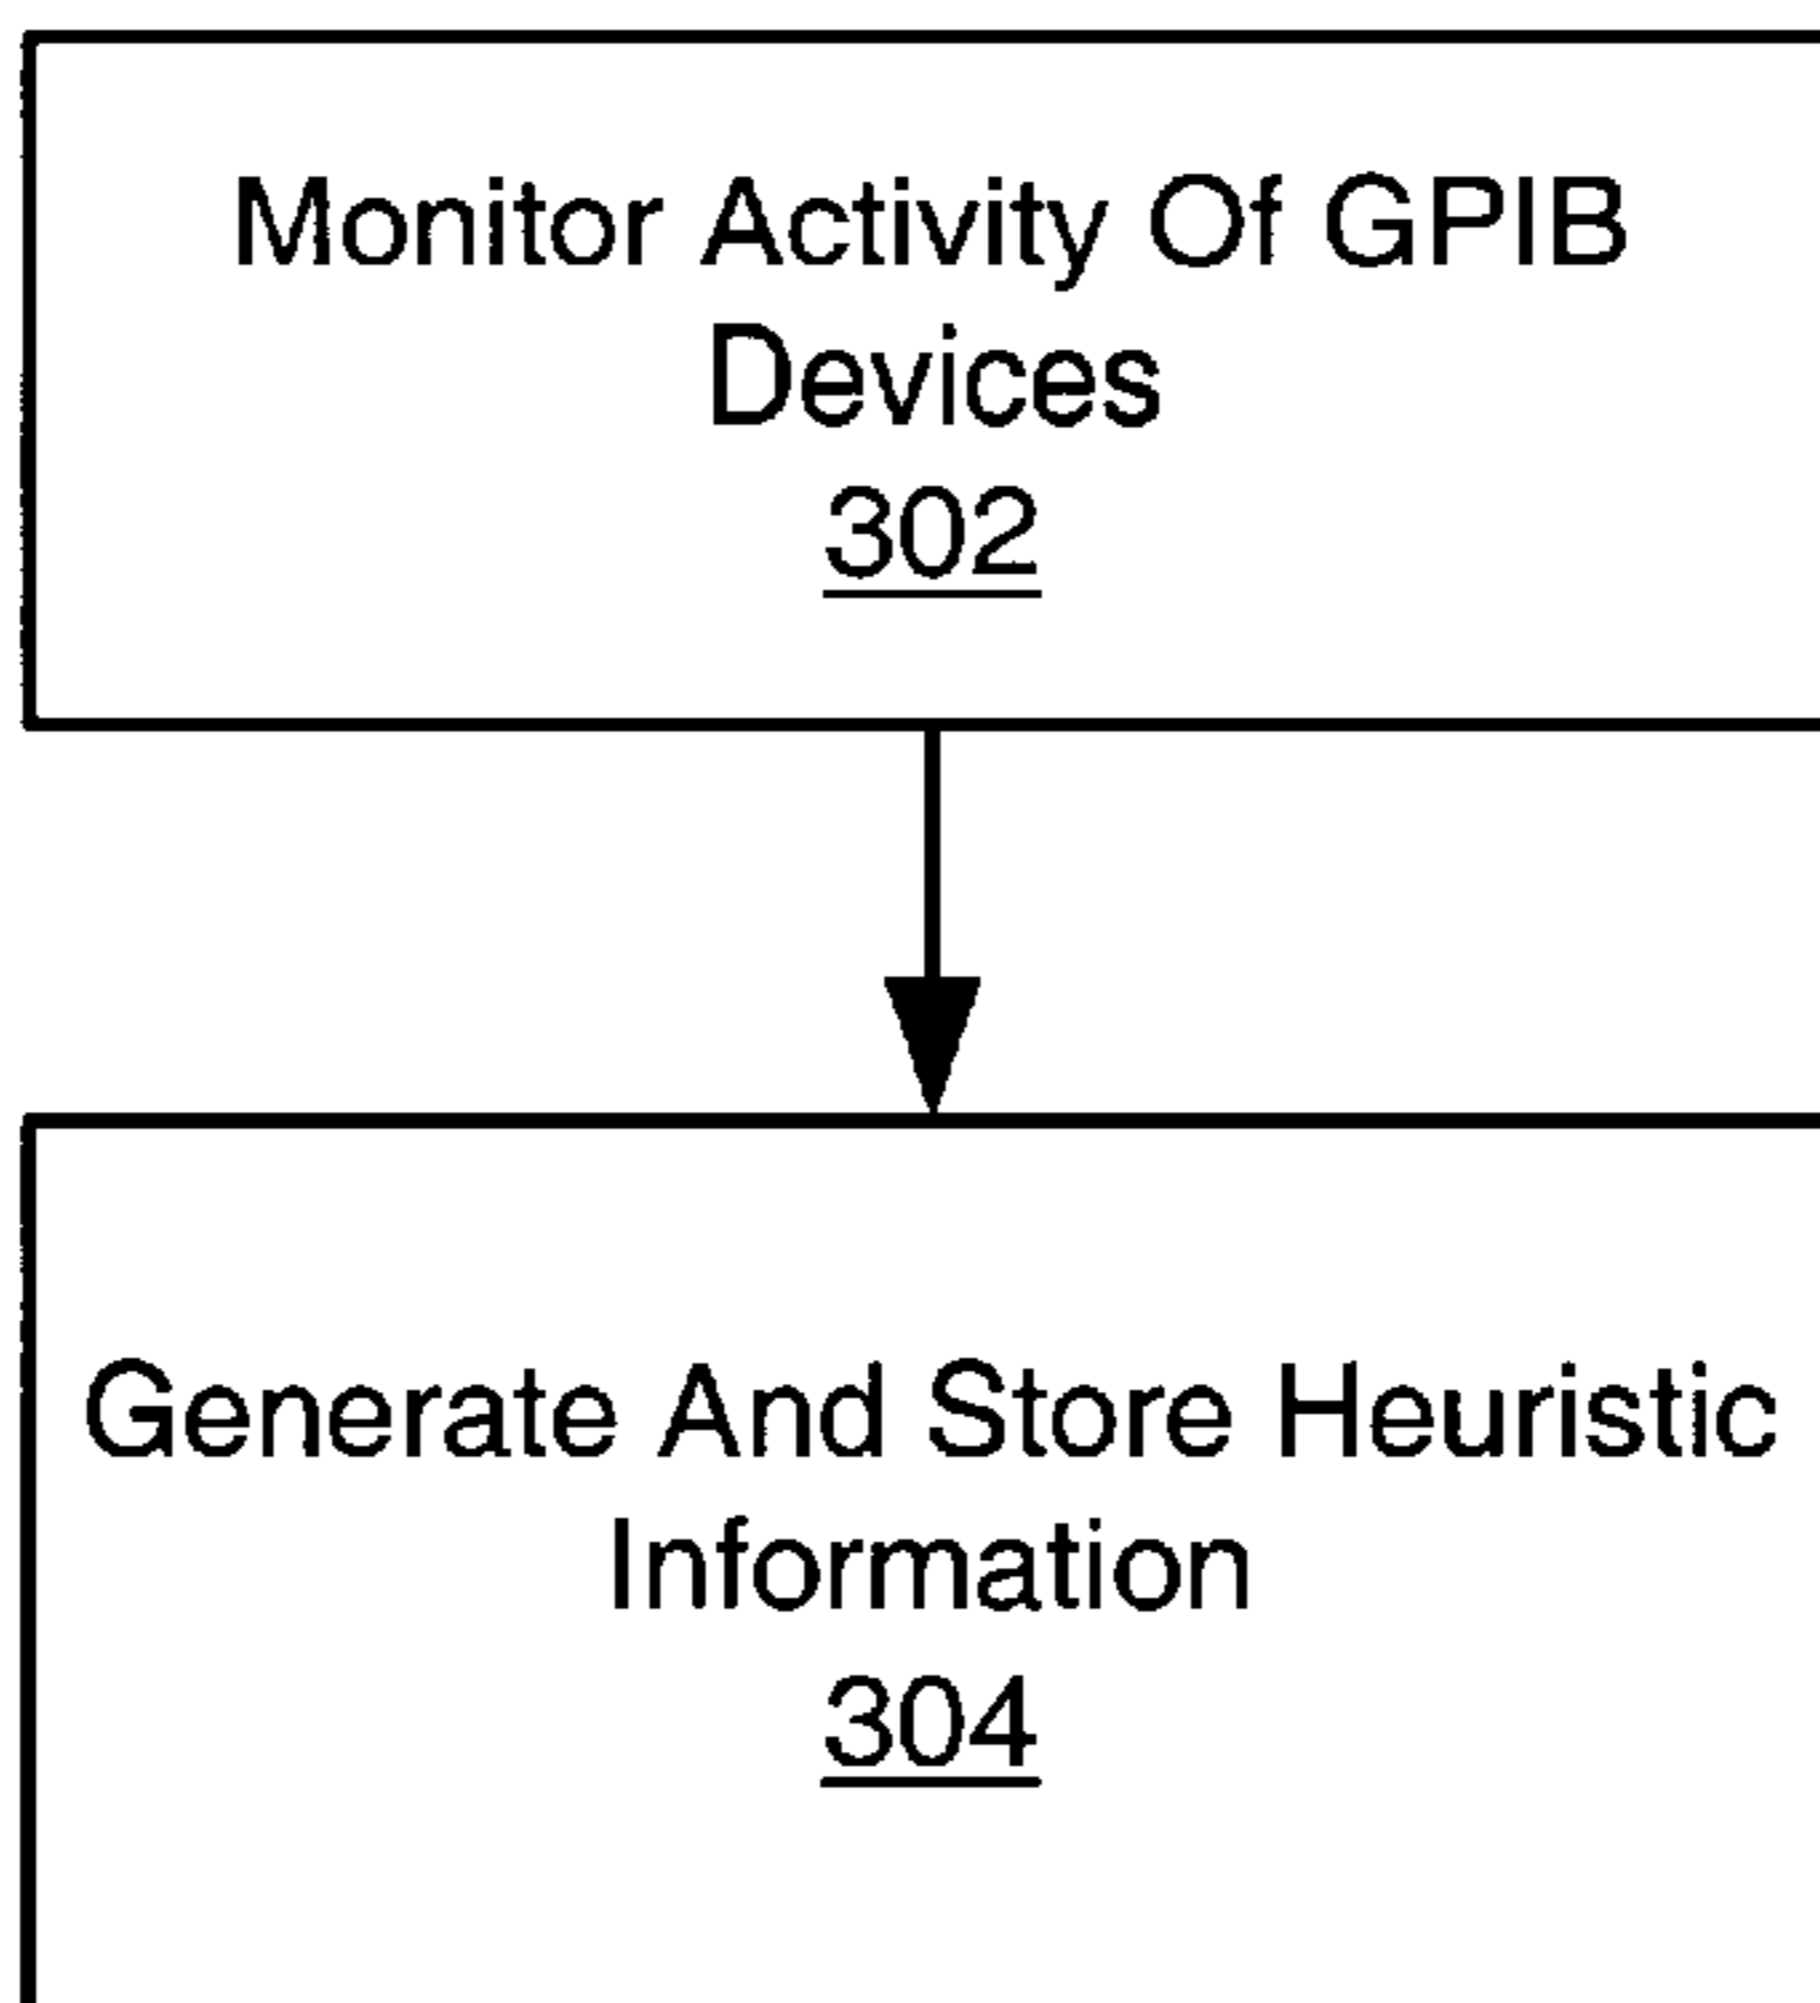 Monitor Activity Of GPIB
Devices
302
Generate And Store Heuristic
Information
304